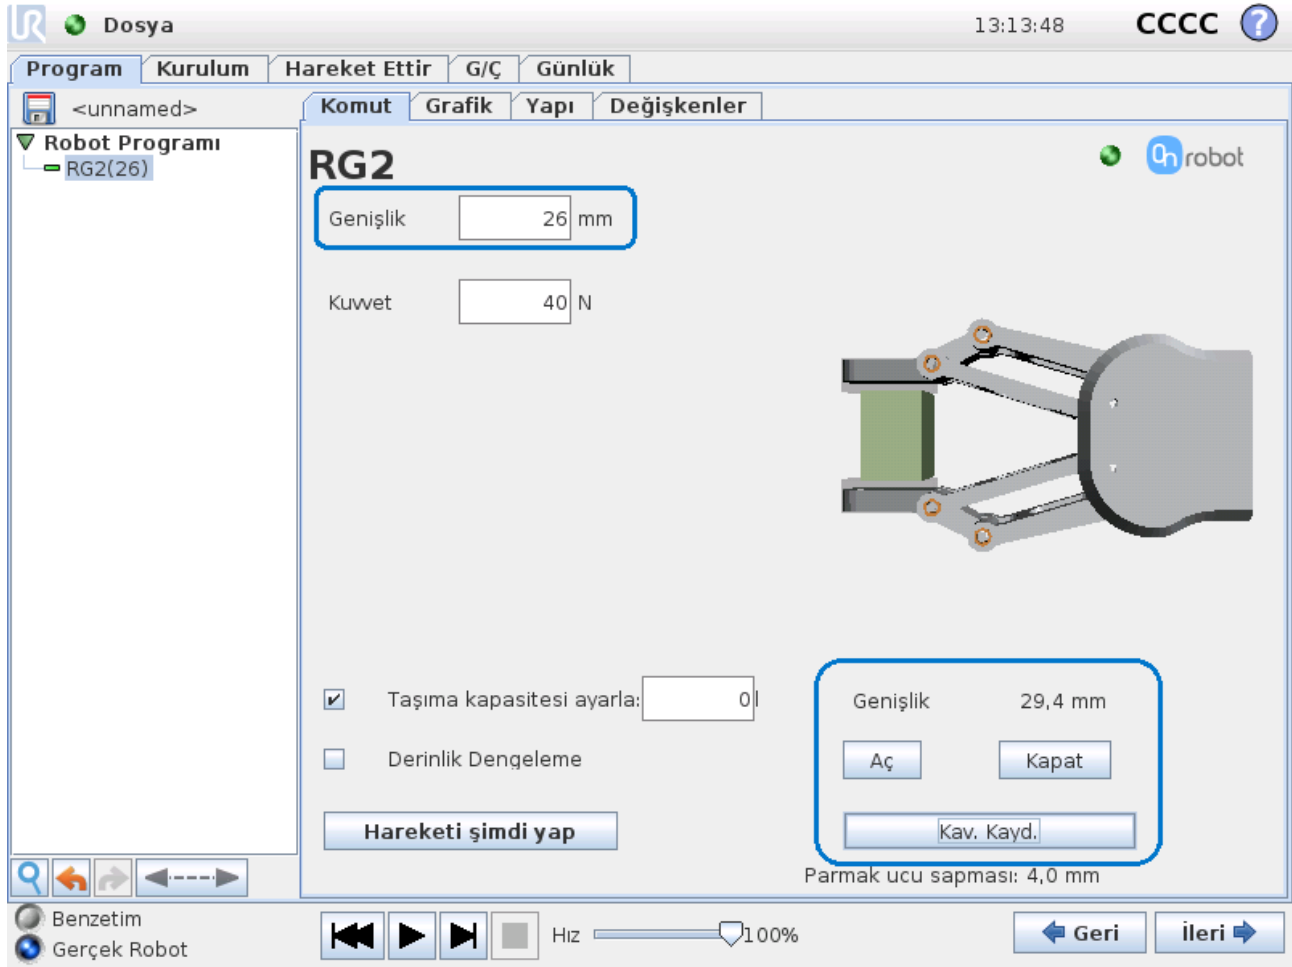 UR Dosya 13:13:48 CCCC ?
Program Kurulum Hareket Ettir G/Ç Günlük
<unnamed> Komut Grafik Yapı Değişkenler
Robot Programı
RG2(26)
RG2 On robot
Genişlik 26 mm
Kuvvet 40 N
Taşıma kapasitesi ayarla: 0 Genişlik 29,4 mm
Derinlik Dengeleme Aç Kapat
Hareketi şimdi yap Kav. Kayd.
Parmak ucu sapması: 4,0 mm
Benzetim
Gerçek Robot
Hız 100% Geri İleri